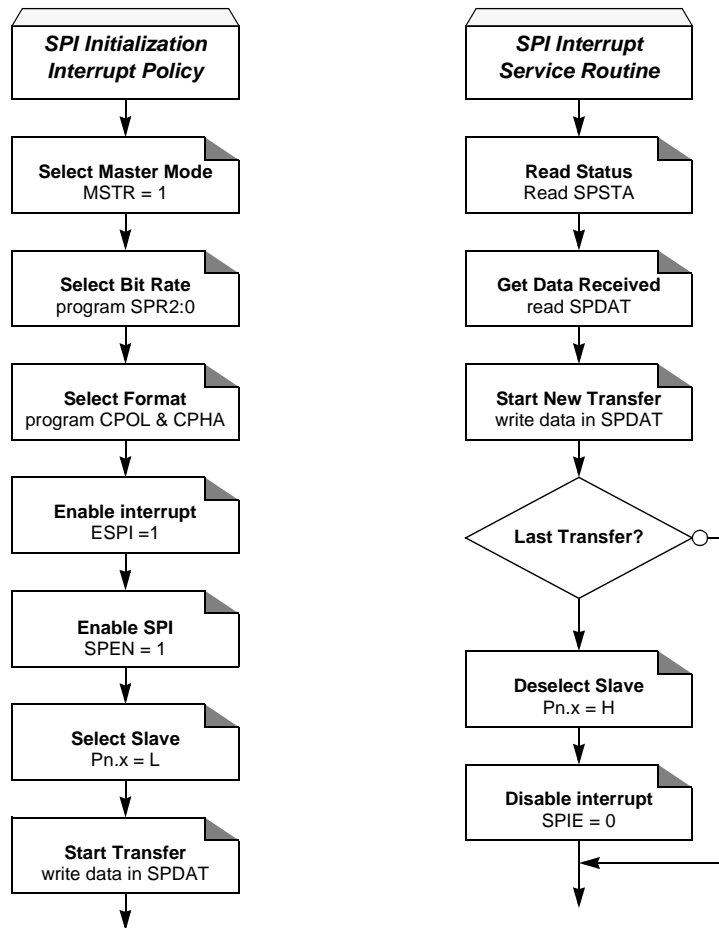 SPI Initialization
Interrupt Policy
Select Master Mode
MSTR = 1
Select Bit Rate
program SPR2:0
Select Format
program CPOL & CPHA
Enable interrupt
ESPI =1
Enable SPI
SPEN = 1
Select Slave
Pn.x = L
Start Transfer
write data in SPDAT
SPI Interrupt
Service Routine
Read Status
Read SPSTA
Get Data Received
read SPDAT
Start New Transfer
write data in SPDAT
Last Transfer?
Deselect Slave
Pn.x = H
Disable interrupt
SPIE = 0